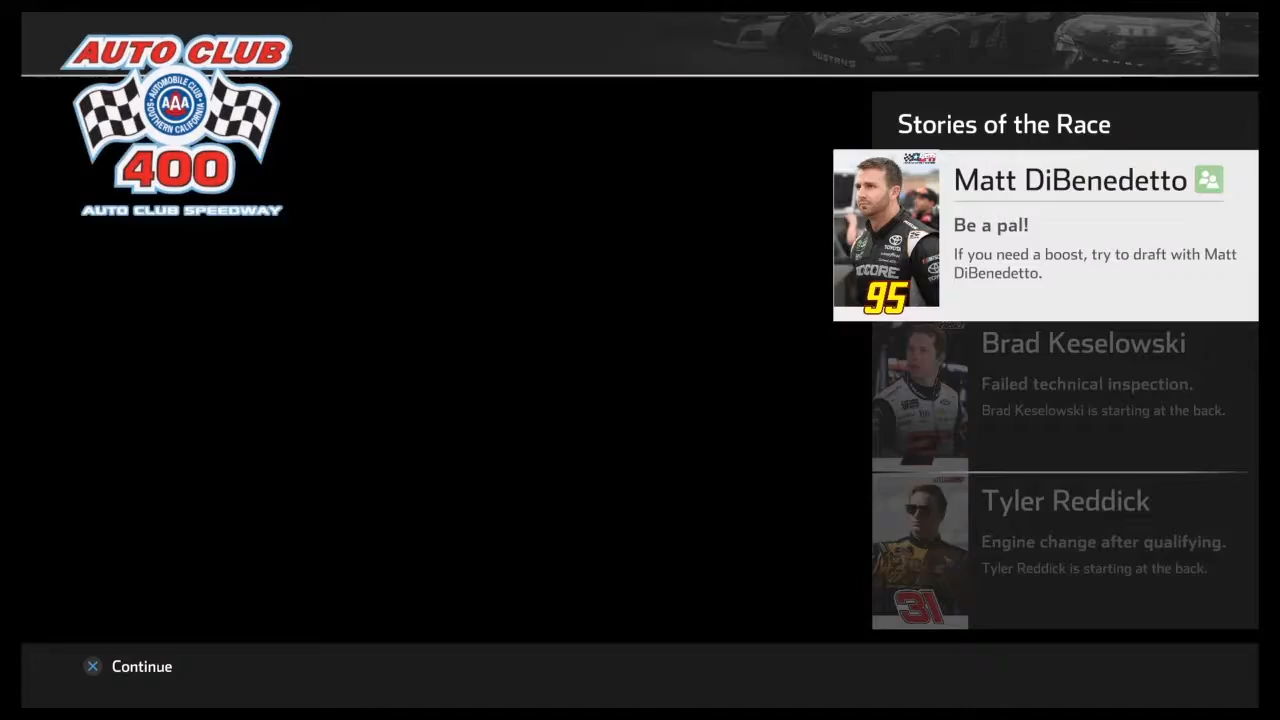 AUTO CLUB
AUTOMOBILE CLUB
AAA
SOUTHERN CALIFORNIA
400
AUTO CLUB SPEEDWAY
MUSTANG
Stories of the Race
Matt DiBenedetto
Be a pal!
If you need a boost, try to draft with Matt
DiBenedetto.
TOYOTA
95
Brad Keselowski
Failed technical inspection.
Brad Keselowski is starting at the back.
Tyler Reddick
Engine change after qualifying.
Tyler Reddick is starting at the back.
31
Continue